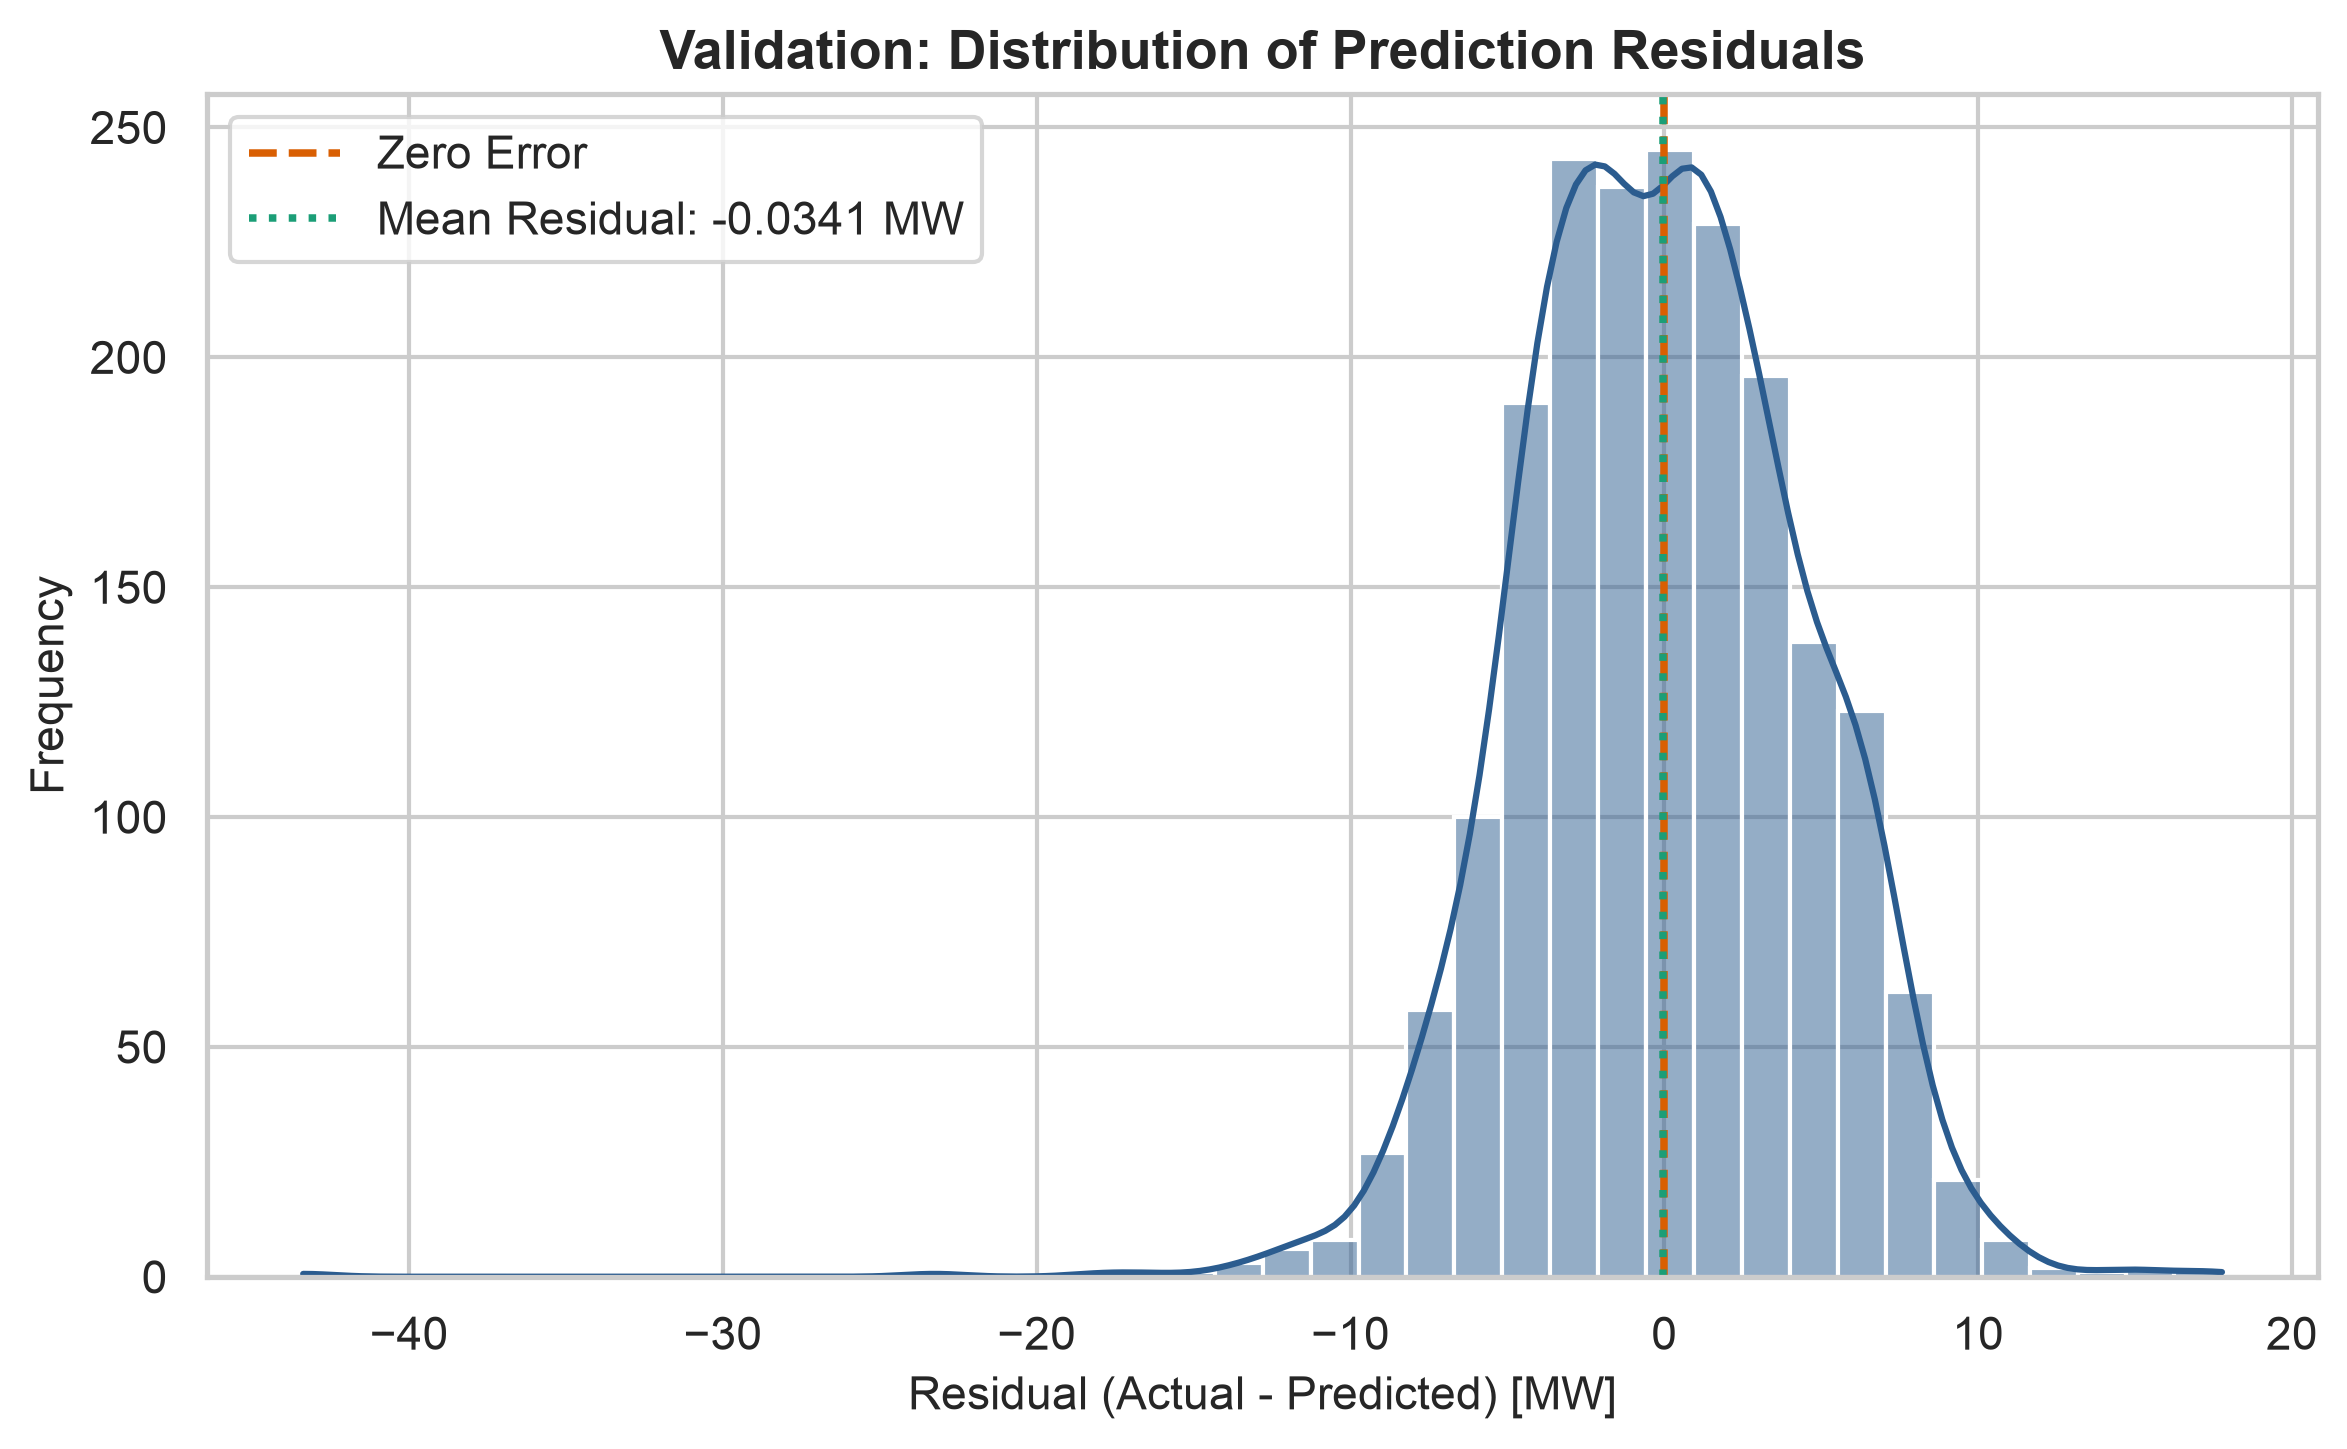 Validation: Distribution of Prediction Residuals
Zero Error
Mean Residual: -0.0341 MW
250
200
150
100
50
0
Frequency
−40
−30
−20
−10
0
10
20
Residual (Actual - Predicted) [MW]